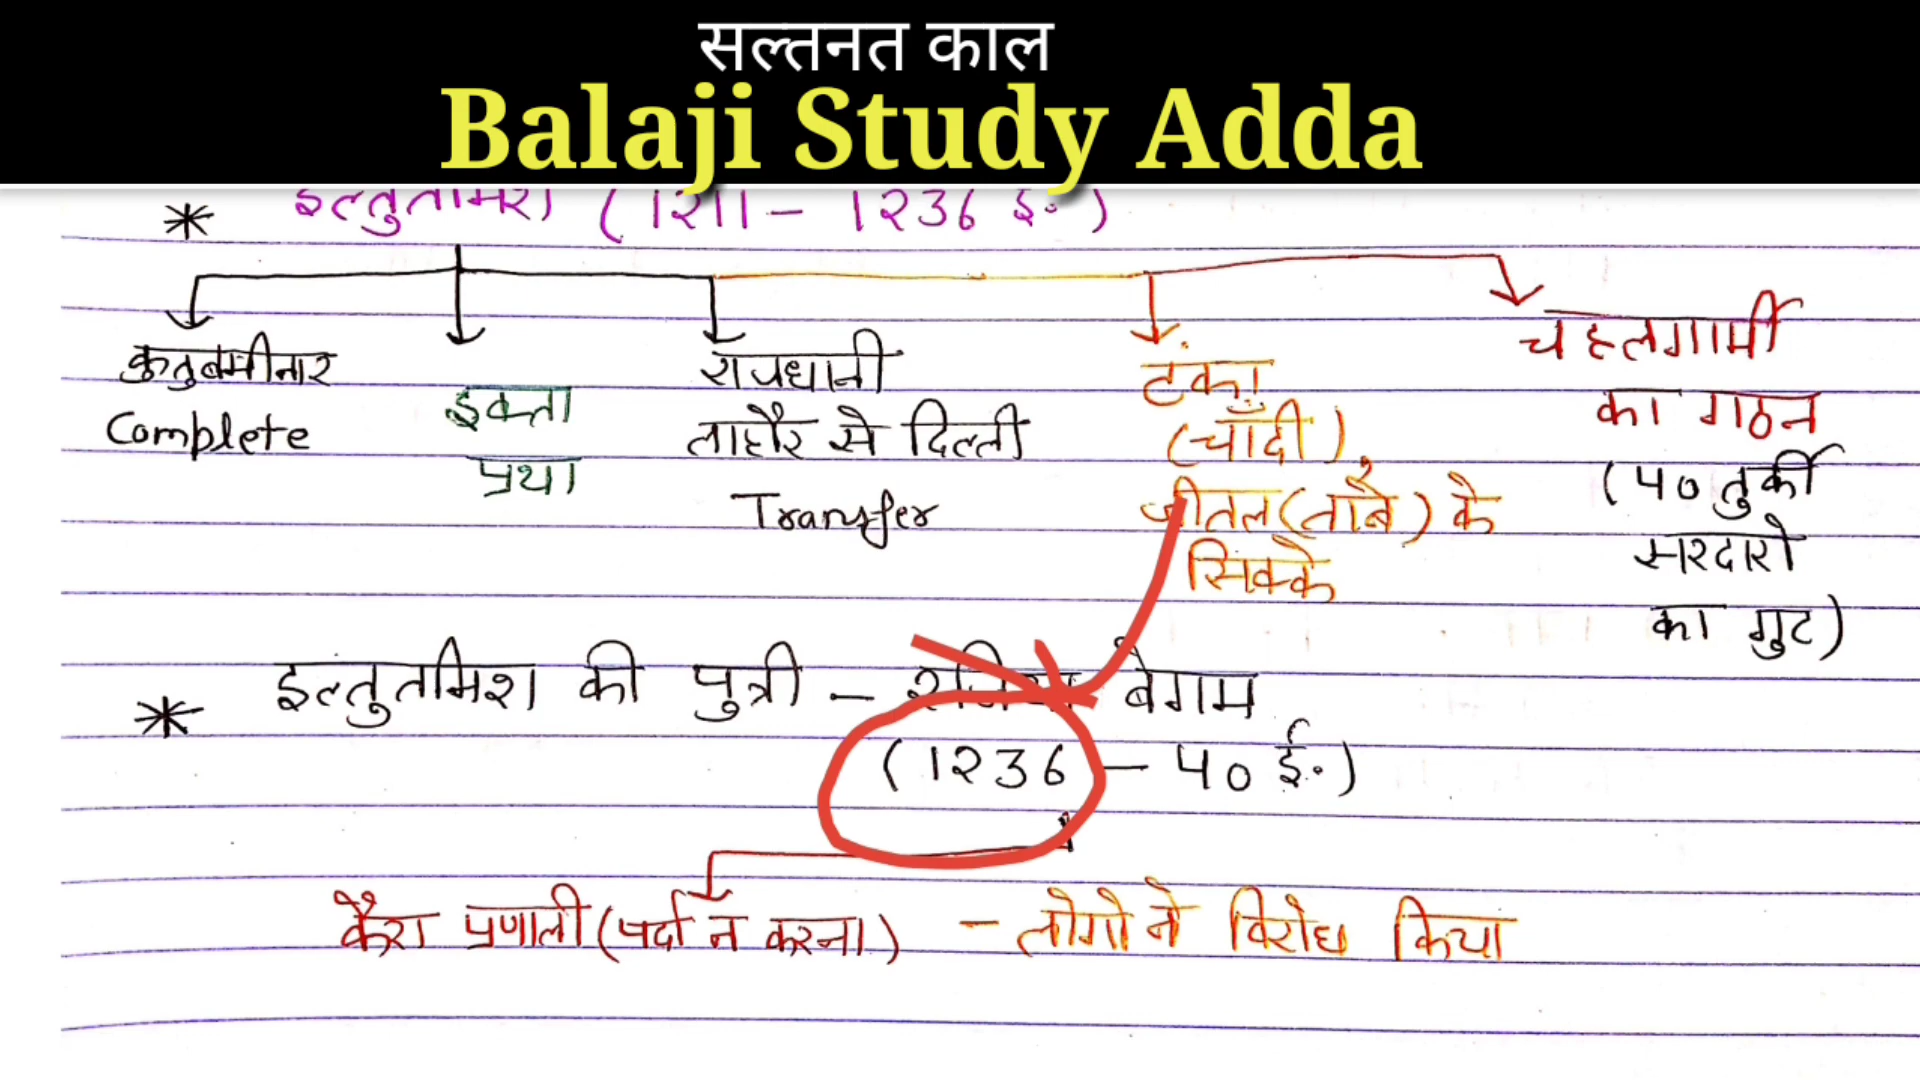 सल्तनत काल
Balaji Study Adda
* इल्तुतमिश (1211 - 1236 ई.)
कुतुबमीनार
Complete
इक्ता
प्रथा
राजधानी
लाहौर से दिल्ली
Transfer
टंका
(चाँदी),
जीतल (ताँबे) के
सिक्के
चहलगामी
का गठन
(40 तुर्की
सरदारो
का गुट)
* इल्तुतमिश की पुत्री - रजिया बेगम
(1236 - 40 ई.)
कैरा प्रणाली (पर्दा न करना) - लोगो ने विरोध किया